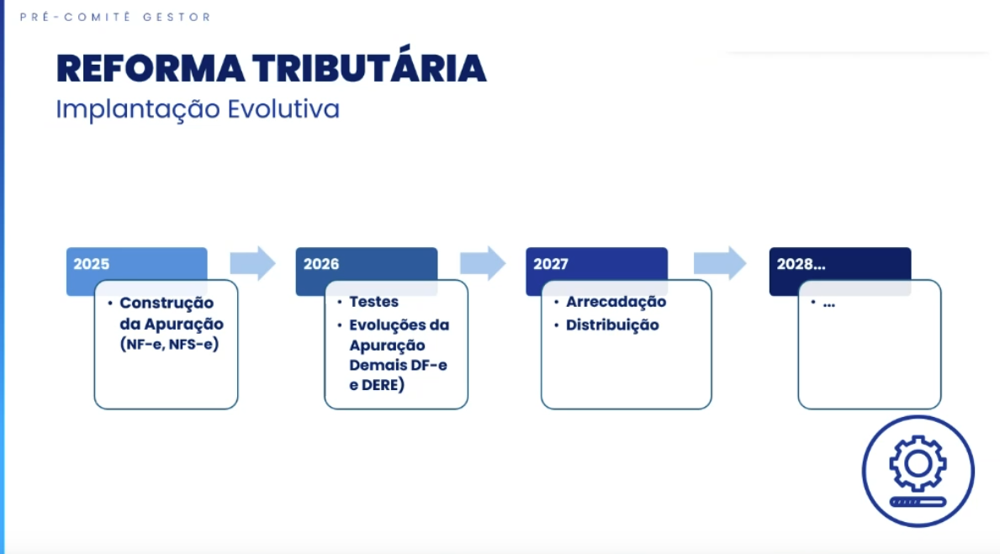 PRÉ-COMITÊ GESTOR
REFORMA TRIBUTÁRIA
Implantação Evolutiva
2025
• Construção
da Apuração
(NF-e, NFS-e)
2026
• Testes
• Evoluções da
Apuração
Demais DF-e
e DERE)
2027
• Arrecadação
• Distribuição
2028...
• ...